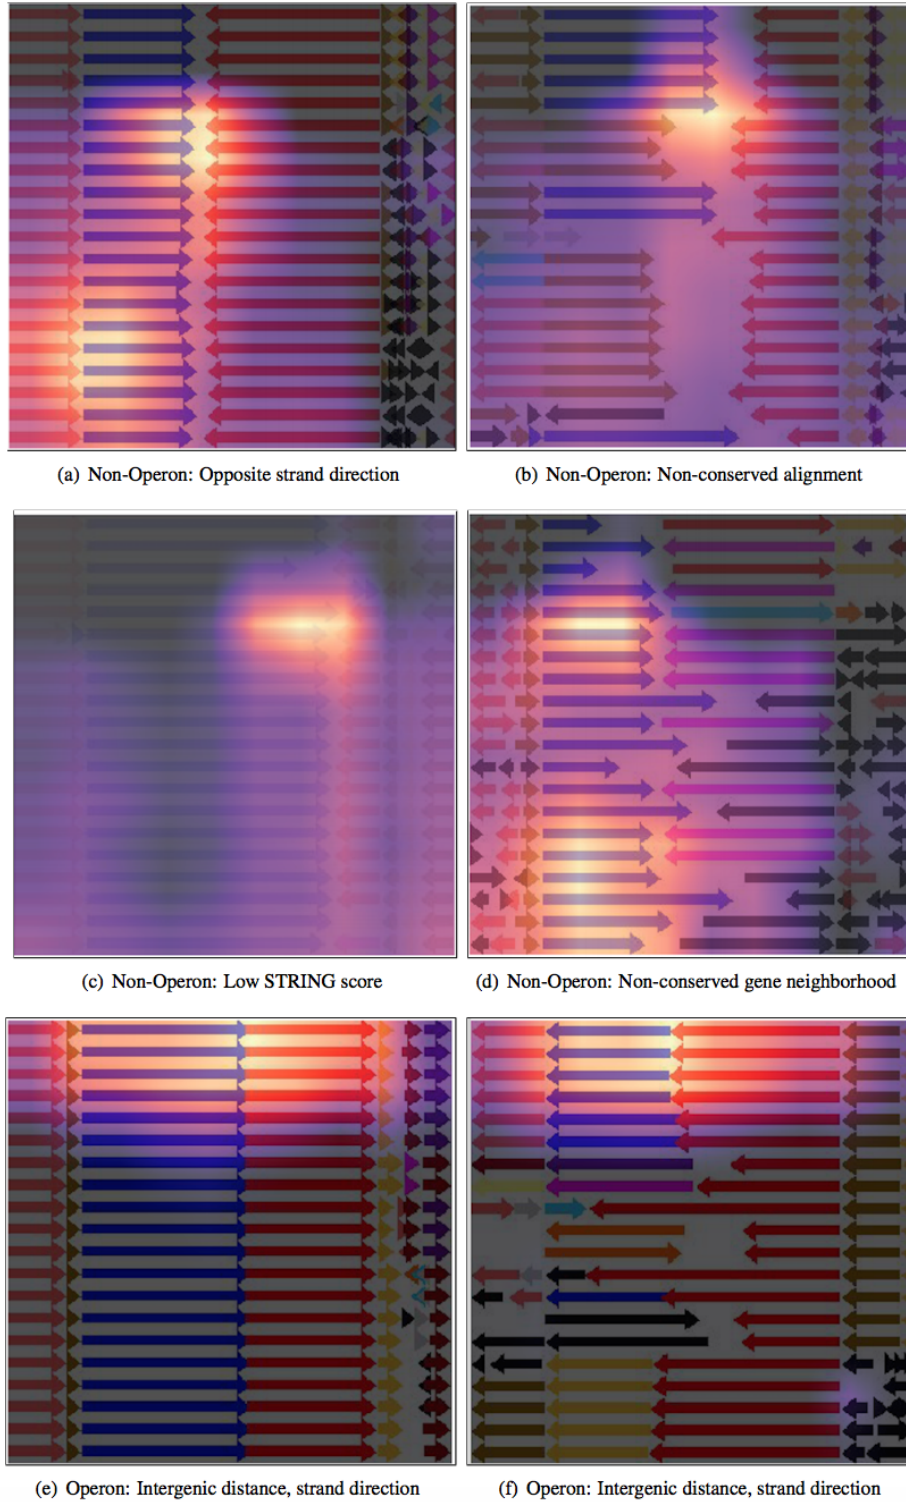 (a) Non-Operon: Opposite strand direction
(b) Non-Operon: Non-conserved alignment
(c) Non-Operon: Low STRING score
(d) Non-Operon: Non-conserved gene neighborhood
(e) Operon: Intergenic distance, strand direction
(f) Operon: Intergenic distance, strand direction